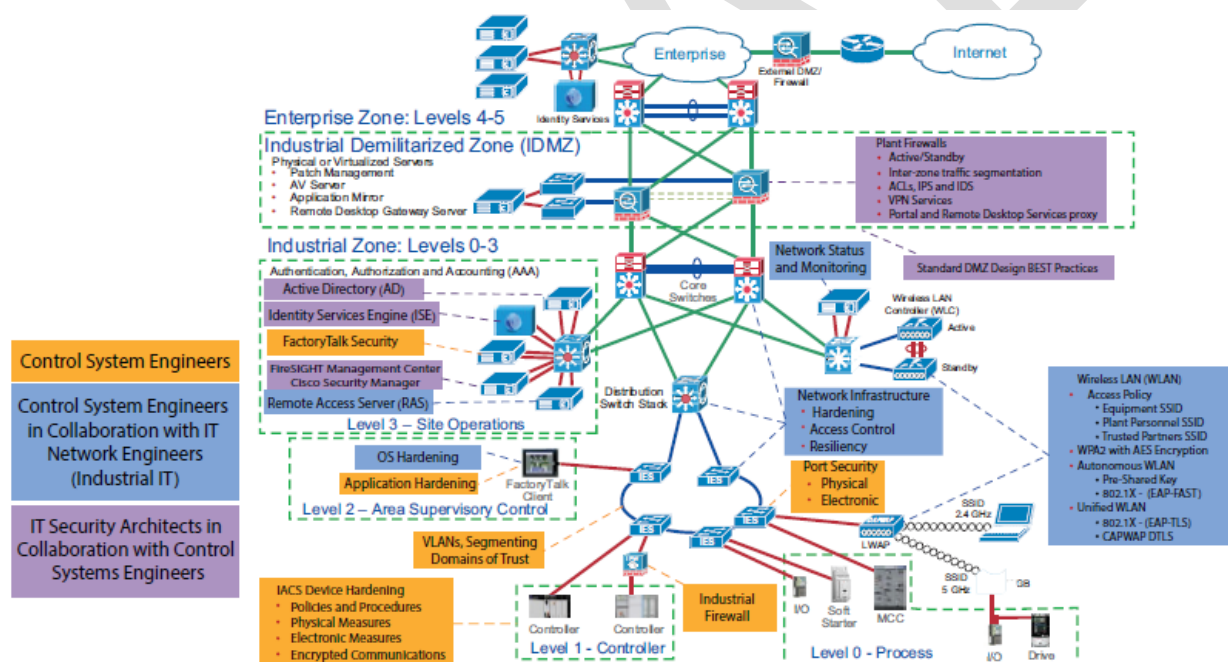 Enterprise
Internet
External DMZ/
Firewall
Identity Services
Enterprise Zone: Levels 4-5
Industrial Demilitarized Zone (IDMZ)
Physical or Virtualized Servers
• Patch Management
• AV Server
• Application Mirror
• Remote Desktop Gateway Server
Plant Firewalls
• Active/Standby
• Inter-zone traffic segmentation
• ACLs, IPS and IDS
• VPN Services
• Portal and Remote Desktop Services proxy
Standard DMZ Design BEST Practices
Industrial Zone: Levels 0-3
Authentication, Authorization and Accounting (AAA)
Active Directory (AD)
Identity Services Engine (ISE)
FactoryTalk Security
FireSIGHT Management Center
Cisco Security Manager
Remote Access Server (RAS)
Level 3 – Site Operations
Core
Switches
Network Status
and Monitoring
Wireless LAN
Controller (WLC)
Active
Standby
Distribution
Switch Stack
Network Infrastructure
• Hardening
• Access Control
• Resiliency
Wireless LAN (WLAN)
• Access Policy
• Equipment SSID
• Plant Personnel SSID
• Trusted Partners SSID
• WPA2 with AES Encryption
• Autonomous WLAN
• Pre-Shared Key
• 802.1X - (EAP-FAST)
• Unified WLAN
• 802.1X - (EAP-TLS)
• CAPWAP DTLS
Control System Engineers
Control System Engineers
in Collaboration with IT
Network Engineers
(Industrial IT)
IT Security Architects in
Collaboration with Control
Systems Engineers
OS Hardening
Application Hardening
FactoryTalk
Client
Level 2 – Area Supervisory Control
IES
IES
IES
IES
IES
Port Security
• Physical
• Electronic
VLANs, Segmenting
Domains of Trust
LWAP
SSID
2.4 GHz
SSID
5 GHz
IACS Device Hardening
• Policies and Procedures
• Physical Measures
• Electronic Measures
• Encrypted Communications
Controller
Controller
Level 1 - Controller
Industrial
Firewall
I/O
Soft
Starter
MCC
Level 0 - Process
I/O
Drive